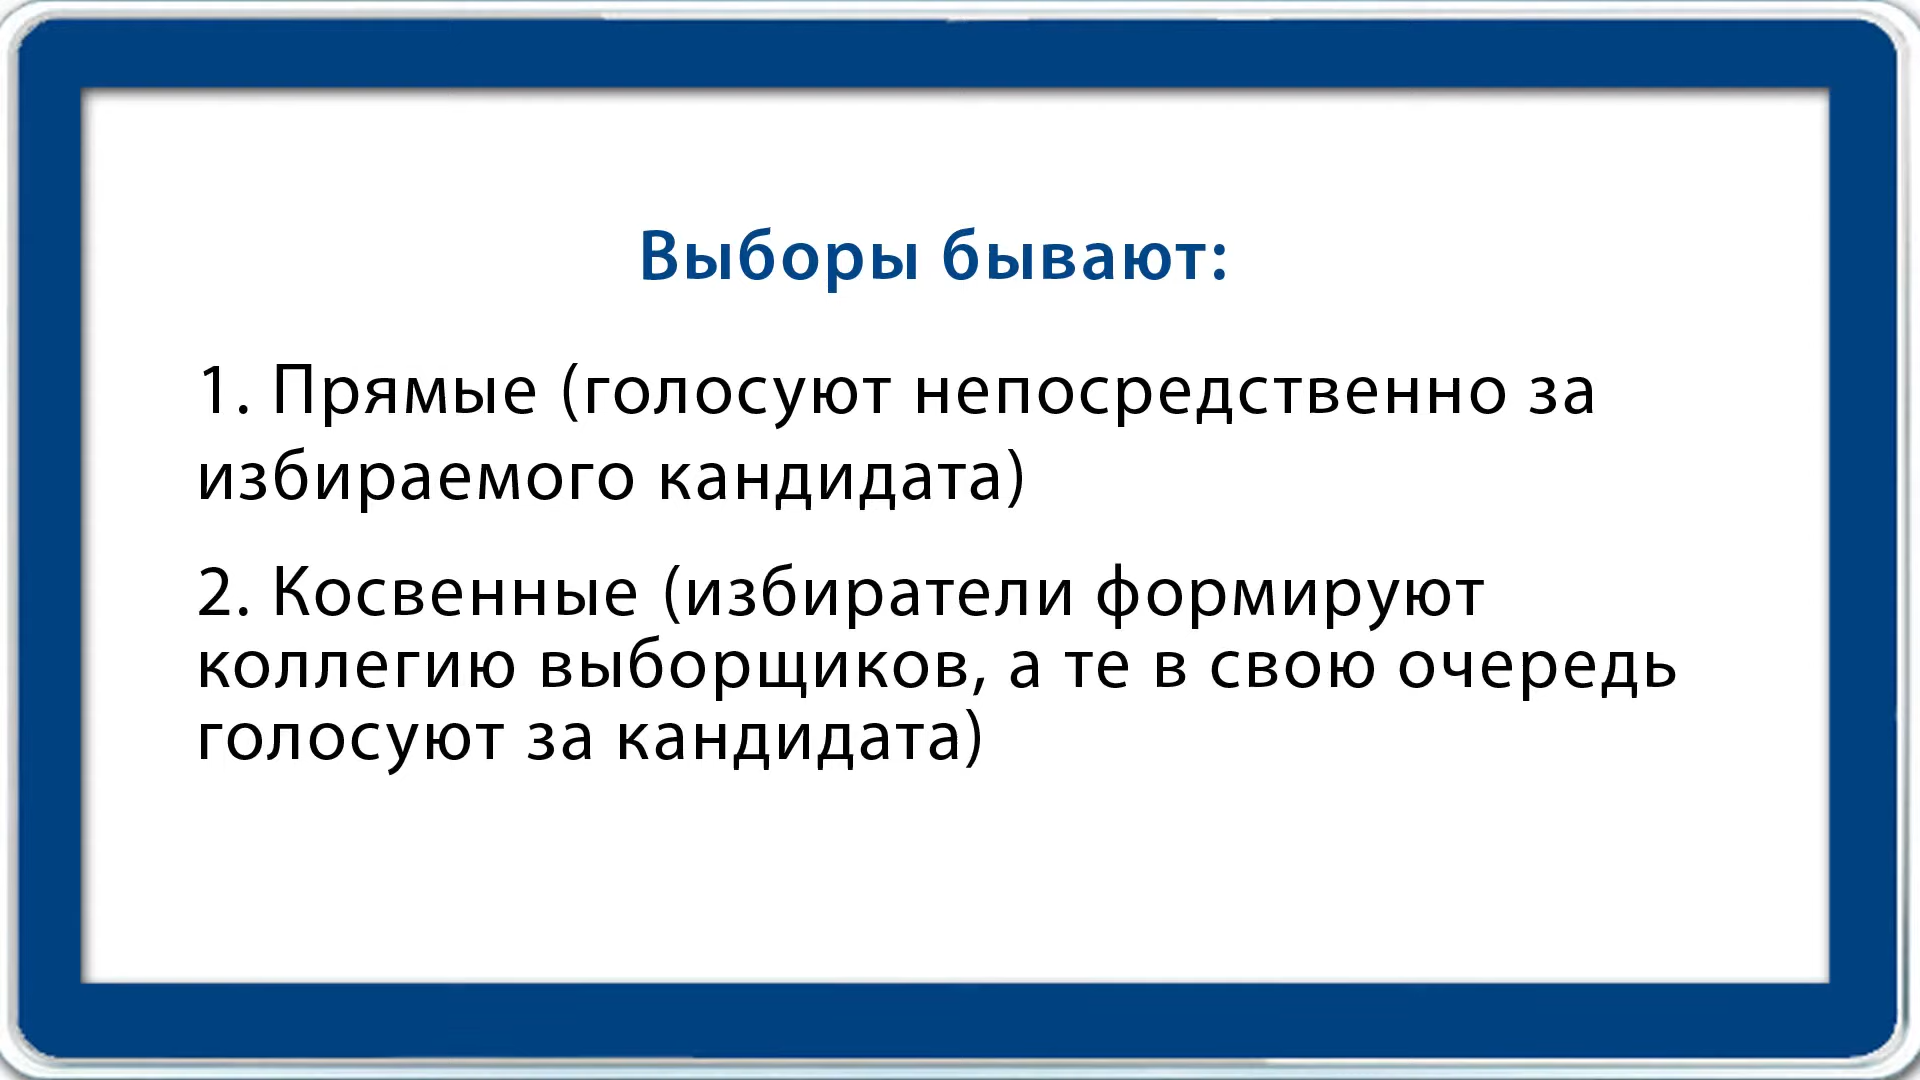 Выборы бывают:
1. Прямые (голосуют непосредственно за
избираемого кандидата)
2. Косвенные (избиратели формируют
коллегию выборщиков, а те в свою очередь
голосуют за кандидата)